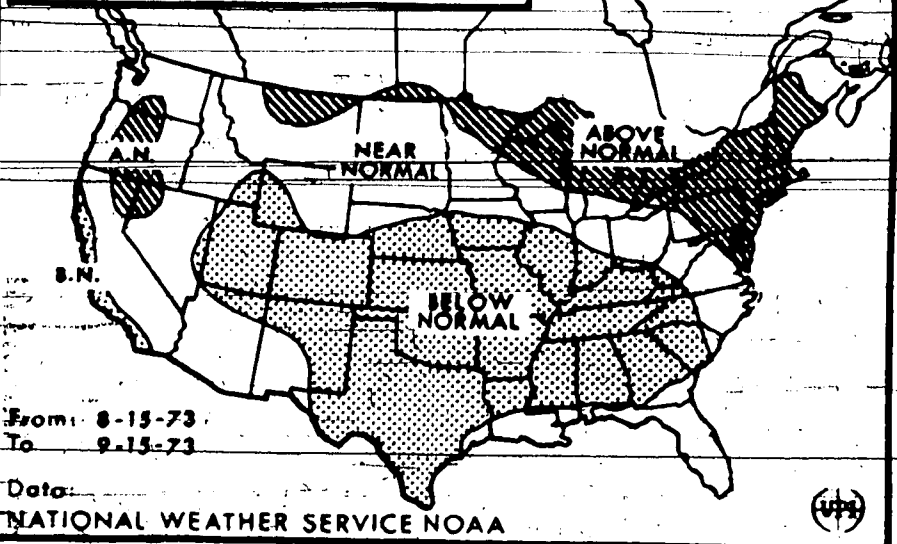 ABOVE
NORMAL
A.N.
NEAR
NORMAL
B.N.
BELOW
NORMAL
From: 8-15-73
To 9-15-73
Data:
NATIONAL WEATHER SERVICE NOAA
UPI